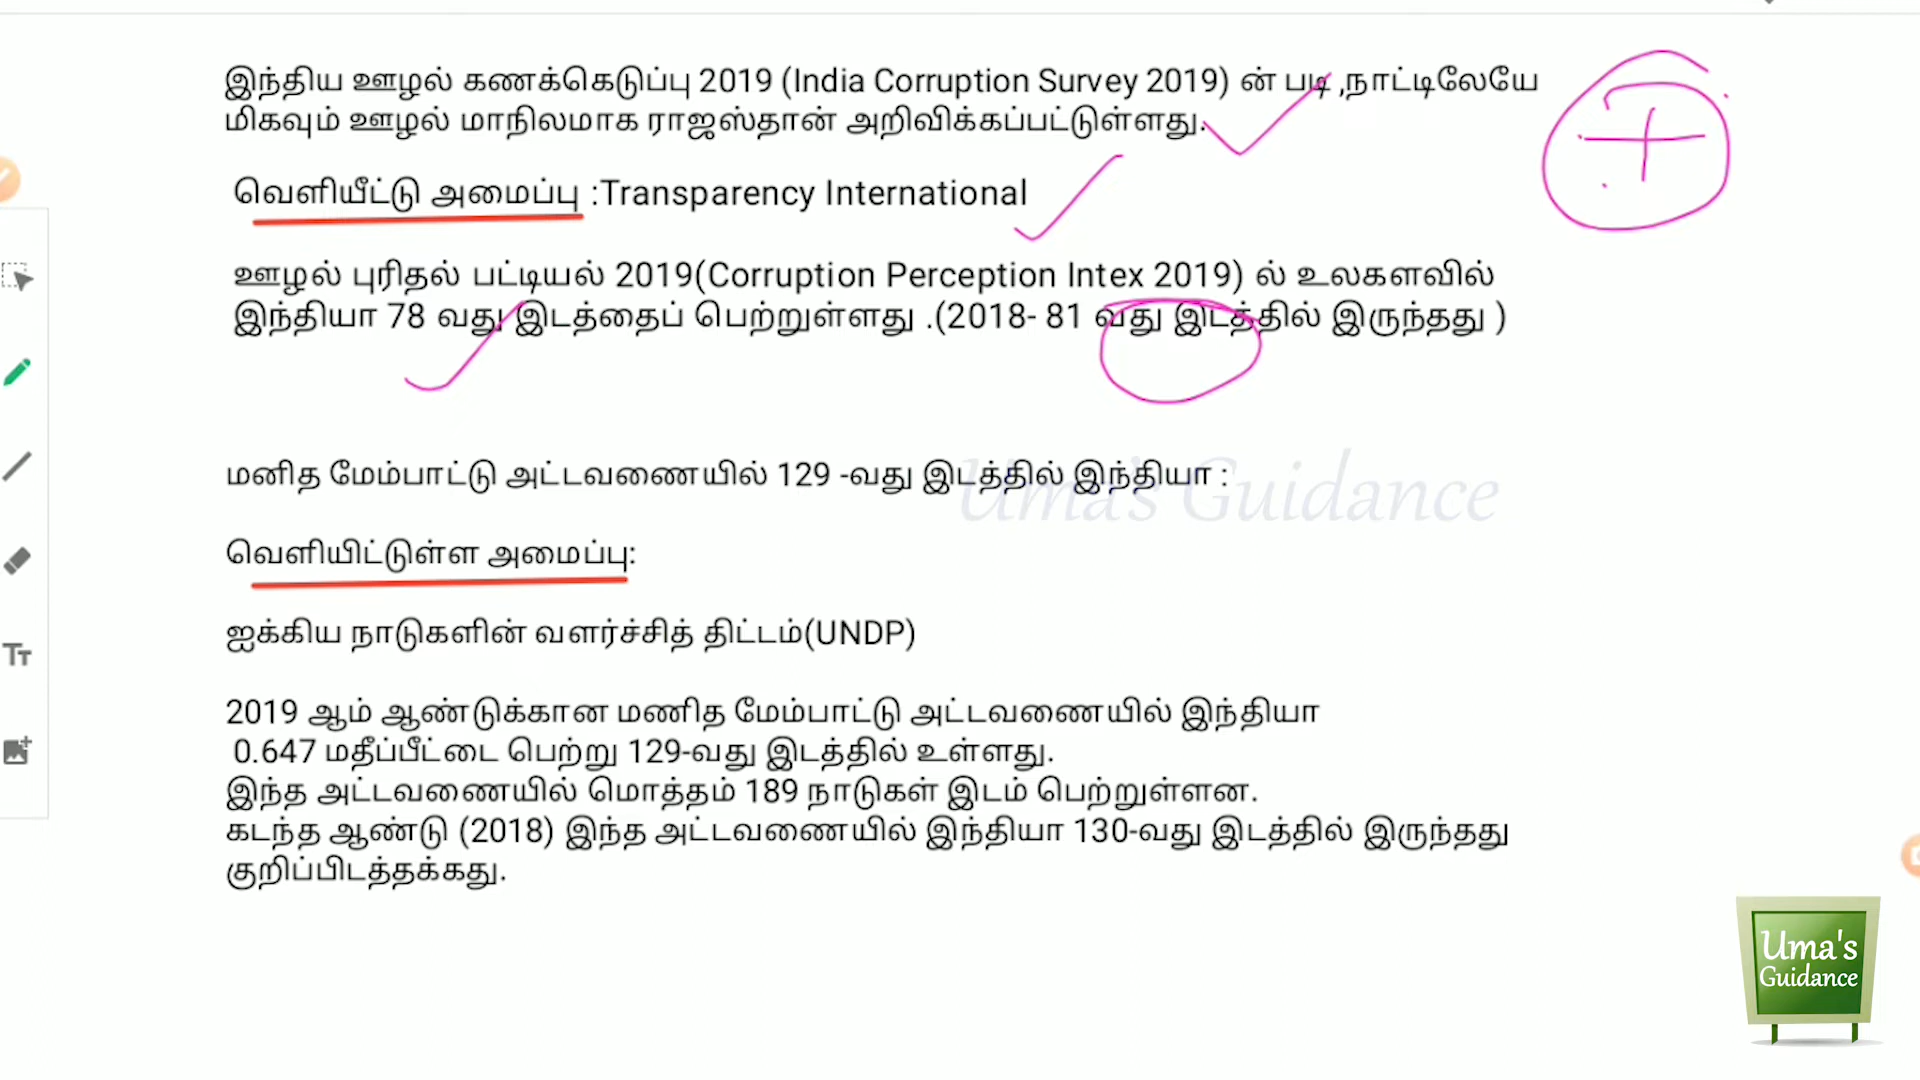 இந்திய ஊழல் கணக்கெடுப்பு 2019 (India Corruption Survey 2019) ன் படி ,நாட்டிலேயே
மிகவும் ஊழல் மாநிலமாக ராஜஸ்தான் அறிவிக்கப்பட்டுள்ளது.
வெளியீட்டு அமைப்பு :Transparency International
ஊழல் புரிதல் பட்டியல் 2019(Corruption Perception Intex 2019) ல் உலகளவில்
இந்தியா 78 வது இடத்தைப் பெற்றுள்ளது .(2018- 81 வது இடத்தில் இருந்தது )
மனித மேம்பாட்டு அட்டவணையில் 129 -வது இடத்தில் இந்தியா :
Uma's Guidance
வெளியிட்டுள்ள அமைப்பு:
ஐக்கிய நாடுகளின் வளர்ச்சித் திட்டம்(UNDP)
2019 ஆம் ஆண்டுக்கான மணித மேம்பாட்டு அட்டவணையில் இந்தியா
0.647 மதீப்பீட்டை பெற்று 129-வது இடத்தில் உள்ளது.
இந்த அட்டவணையில் மொத்தம் 189 நாடுகள் இடம் பெற்றுள்ளன.
கடந்த ஆண்டு (2018) இந்த அட்டவணையில் இந்தியா 130-வது இடத்தில் இருந்தது
குறிப்பிடத்தக்கது.
Uma's
Guidance